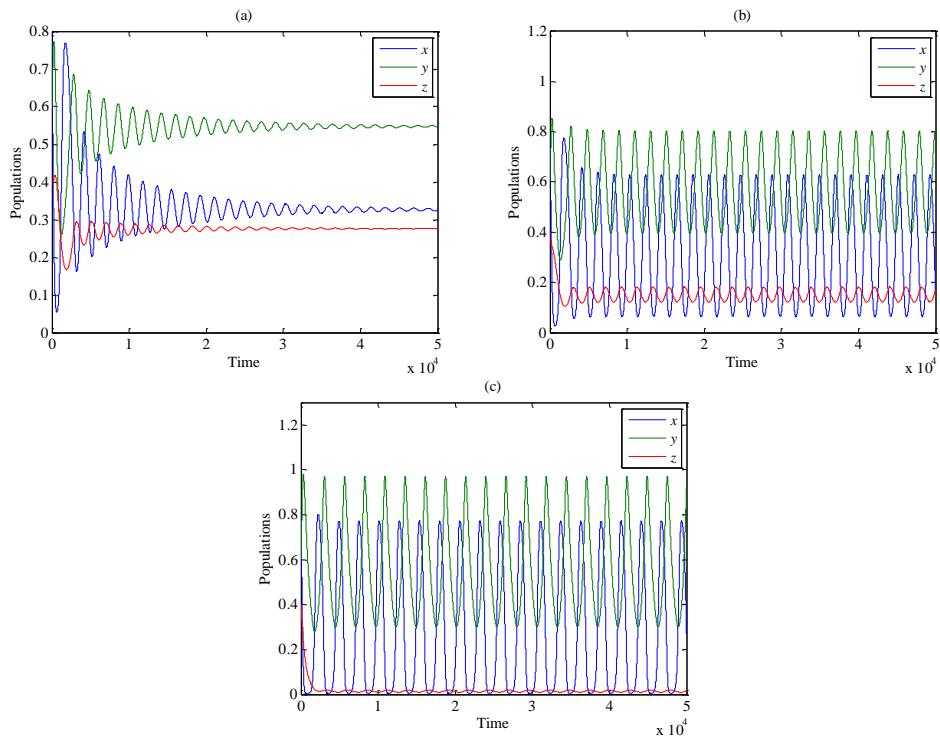 (a)
0.8
0.7
0.6
0.5
0.4
0.3
0.2
0.1
0
Populations
0 1 2 3 4 5
Time
x 10^4
x
y
z
(b)
1.2
1
0.8
0.6
0.4
0.2
0
Populations
0 1 2 3 4 5
Time
x 10^4
x
y
z
(c)
1.2
1
0.8
0.6
0.4
0.2
0
Populations
0 1 2 3 4 5
Time
x 10^4
x
y
z